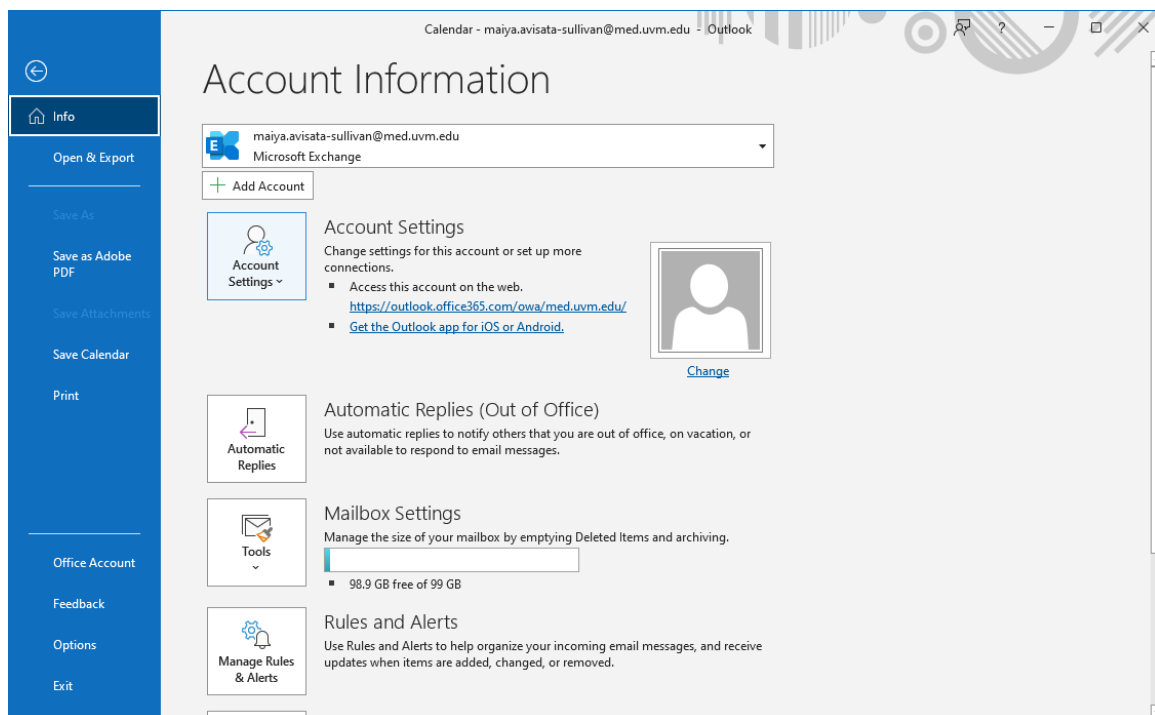 Calendar - maiya.avisata-sullivan@med.uvm.edu - Outlook
?
Info
Open & Export
Save As
Save as Adobe
PDF
Save Attachments
Save Calendar
Print
Office Account
Feedback
Options
Exit
Account Information
E
maiya.avisata-sullivan@med.uvm.edu
Microsoft Exchange
Add Account
Account
Settings
Account Settings
Change settings for this account or set up more
connections.
Access this account on the web.
https://outlook.office365.com/owa/med.uvm.edu/
Get the Outlook app for iOS or Android.
Change
Automatic
Replies
Automatic Replies (Out of Office)
Use automatic replies to notify others that you are out of office, on vacation, or
not available to respond to email messages.
Tools
Mailbox Settings
Manage the size of your mailbox by emptying Deleted Items and archiving.
98.9 GB free of 99 GB
Manage Rules
& Alerts
Rules and Alerts
Use Rules and Alerts to help organize your incoming email messages, and receive
updates when items are added, changed, or removed.